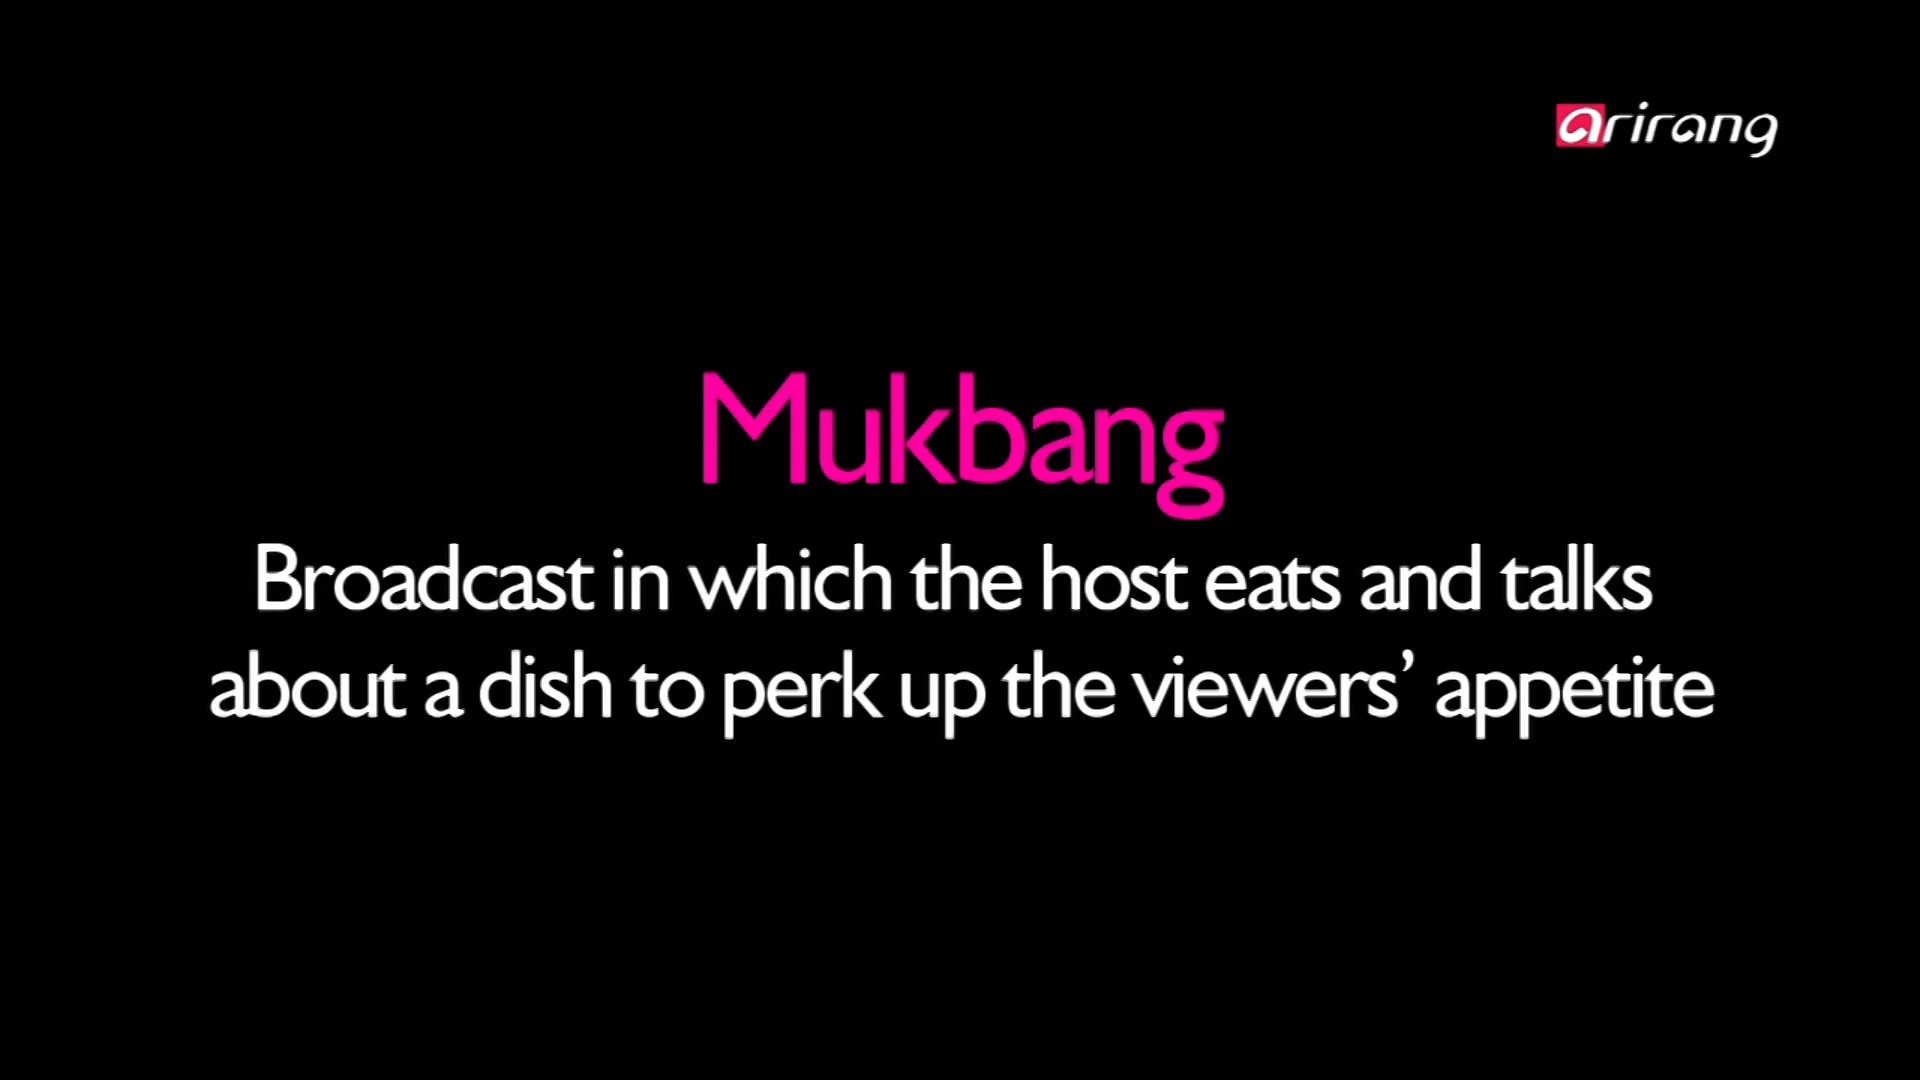 arirang
Mukbang
Broadcast in which the host eats and talks
about a dish to perk up the viewers’ appetite